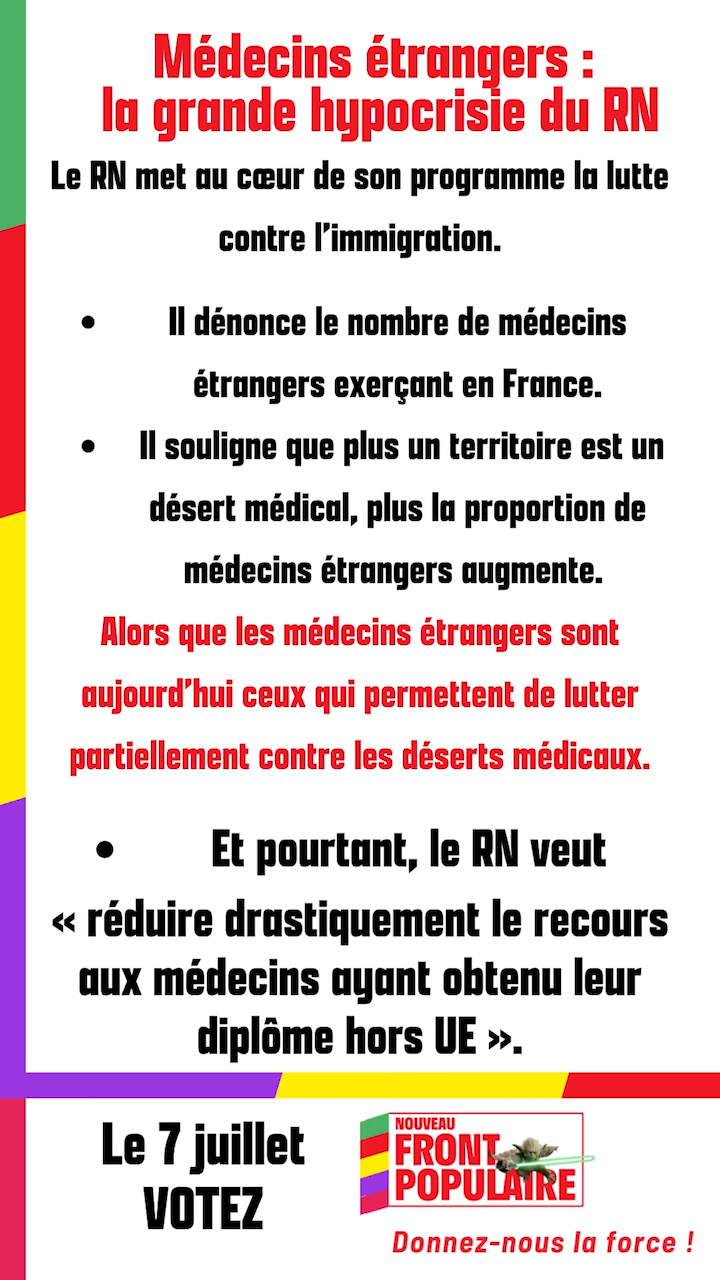 Médecins étrangers :
la grande hypocrisie du RN
Le RN met au cœur de son programme la lutte
contre l'immigration.
• Il dénonce le nombre de médecins
étrangers exerçant en France.
• Il souligne que plus un territoire est un
désert médical, plus la proportion de
médecins étrangers augmente.
Alors que les médecins étrangers sont
aujourd'hui ceux qui permettent de lutter
partiellement contre les déserts médicaux.
• Et pourtant, le RN veut
« réduire drastiquement le recours
aux médecins ayant obtenu leur
diplôme hors UE ».
Le 7 juillet
VOTEZ
NOUVEAU
FRONT
POPULAIRE
Donnez-nous la force !